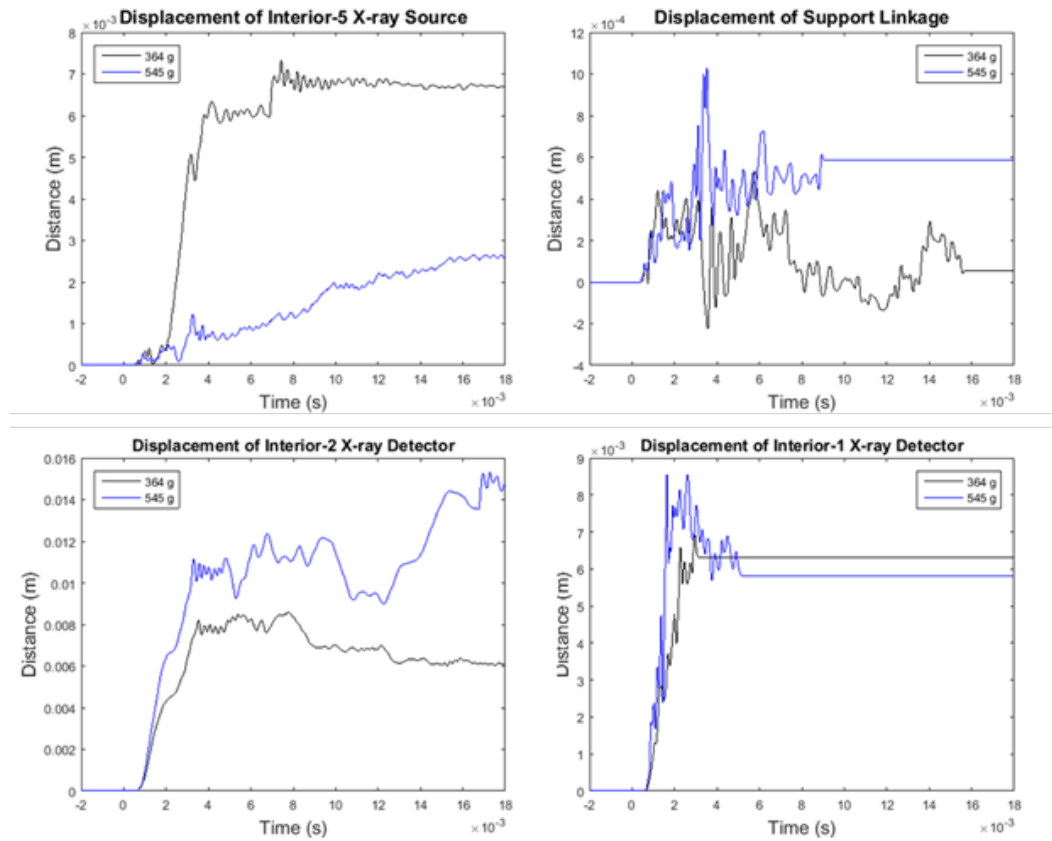 Displacement of Interior-5 X-ray Source
×10⁻³
8
7
6
5
4
3
2
1
0
Distance (m)
364 g
545 g
-2 0 2 4 6 8 10 12 14 16 18
Time (s)
×10⁻³
Displacement of Support Linkage
×10⁻⁴
12
10
8
6
4
2
0
-2
-4
Distance (m)
364 g
545 g
-2 0 2 4 6 8 10 12 14 16 18
Time (s)
×10⁻³
Displacement of Interior-2 X-ray Detector
0.016
0.014
0.012
0.01
0.008
0.006
0.004
0.002
0
Distance (m)
364 g
545 g
-2 0 2 4 6 8 10 12 14 16 18
Time (s)
×10⁻³
Displacement of Interior-1 X-ray Detector
×10⁻³
9
8
7
6
5
4
3
2
1
0
Distance (m)
364 g
545 g
-2 0 2 4 6 8 10 12 14 16 18
Time (s)
×10⁻³